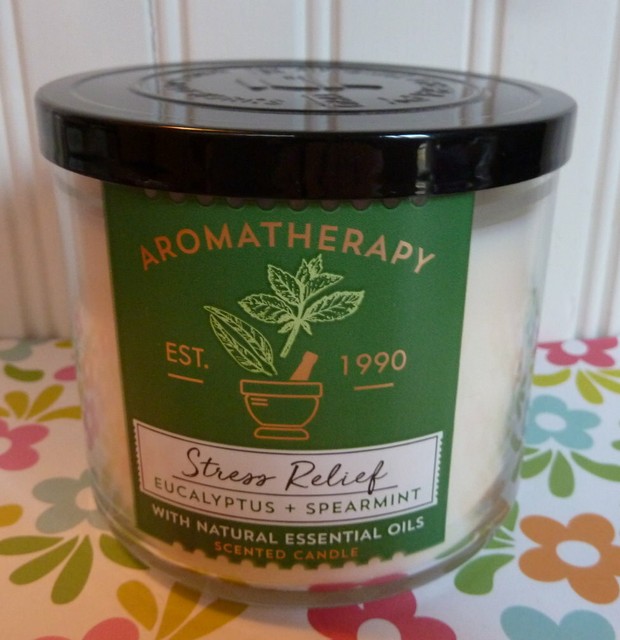 AROMATHERAPY
EST. 1990
Stress Relief
EUCALYPTUS + SPEARMINT
WITH NATURAL ESSENTIAL OILS
SCENTED CANDLE